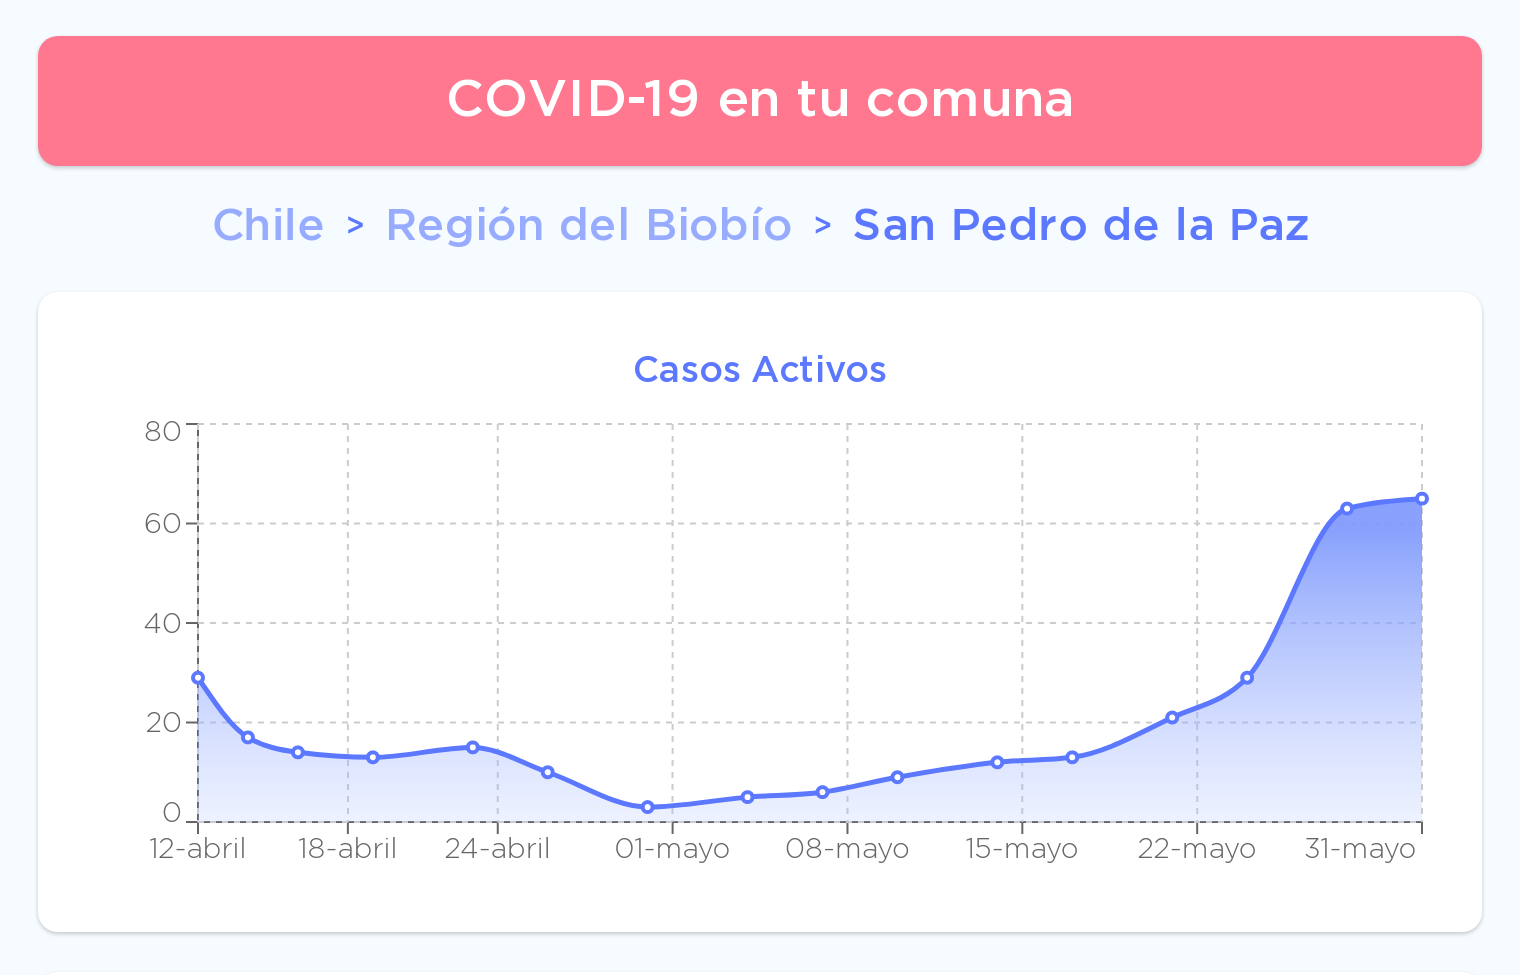 COVID-19 en tu comuna
Chile > Región del Biobío > San Pedro de la Paz
Casos Activos
80
60
40
20
0
12-abril 18-abril 24-abril 01-mayo 08-mayo 15-mayo 22-mayo 31-mayo